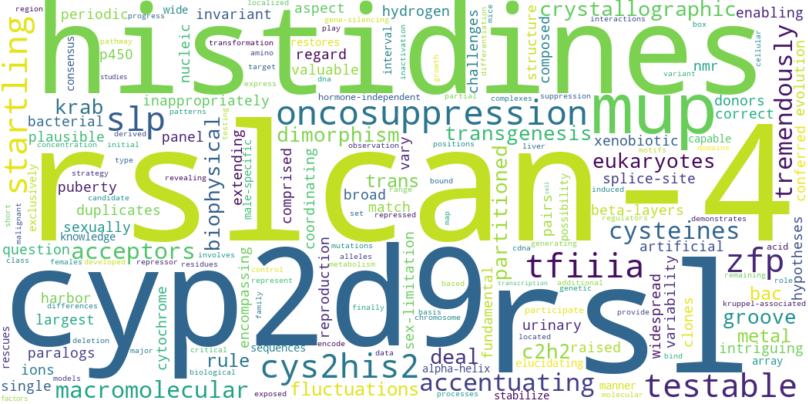 region periodic wide aspect hydrogen crystallographic enabling
histidines
startling consensus p450 nucleic invariant localized transformation amino target restores gene-silencing play regard valuable interval inactivation dna differentiation mice challenges nmr structure composed box interactions variant cellular
pathway progress studies express growth partial
krab inappropriately hormone-independent complexes suppression donors correct
bacterial slp patterns derived testing oncosuppression mup tremendously confred evolution
plausible panel dimorphism transgenesis xenobiotic capable domains
concentration initial observation vary positions liver motifs eukaryotes
rslcan-4
exclusively strategy type revealing extending male-specific comprised coordinating trans range bound partitioned pairs cell possibility induced splice-site
puberty broad beta-layers
short malignant candidate duplicates set match map regulators demonstrates
sexually biophysical repressed cysteines hypotheses
question knowledge acceptors mutations cdna generating artificial
class females developed repressor involves residues alleles metabolism tfiiia zfp acid remaining role
cyp2d9rsl
harbor encompassing control represent reproduction sex-limitation based transcription additional genetic bac kruppel-associated
largest deletion cytochrome family finally basis chromosome fundamental participate provide widespread variability clones groove
rescues paralogs major critical rule sequences encode deal urinary located metal
ions biological data alpha-helix c2h2 raised bind intriguing
single models cys2his2 elucidating array
factors macromolecular exposed fluctuations processes accentuating stabilize manner molecular testable